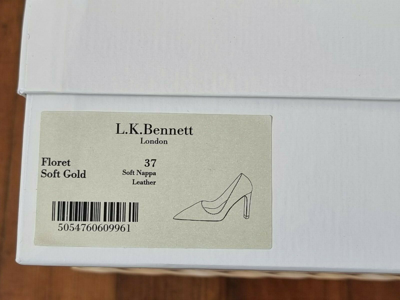 L.K.Bennett
London
Floret 37
Soft Gold Soft Nappa
Leather
5054760609961